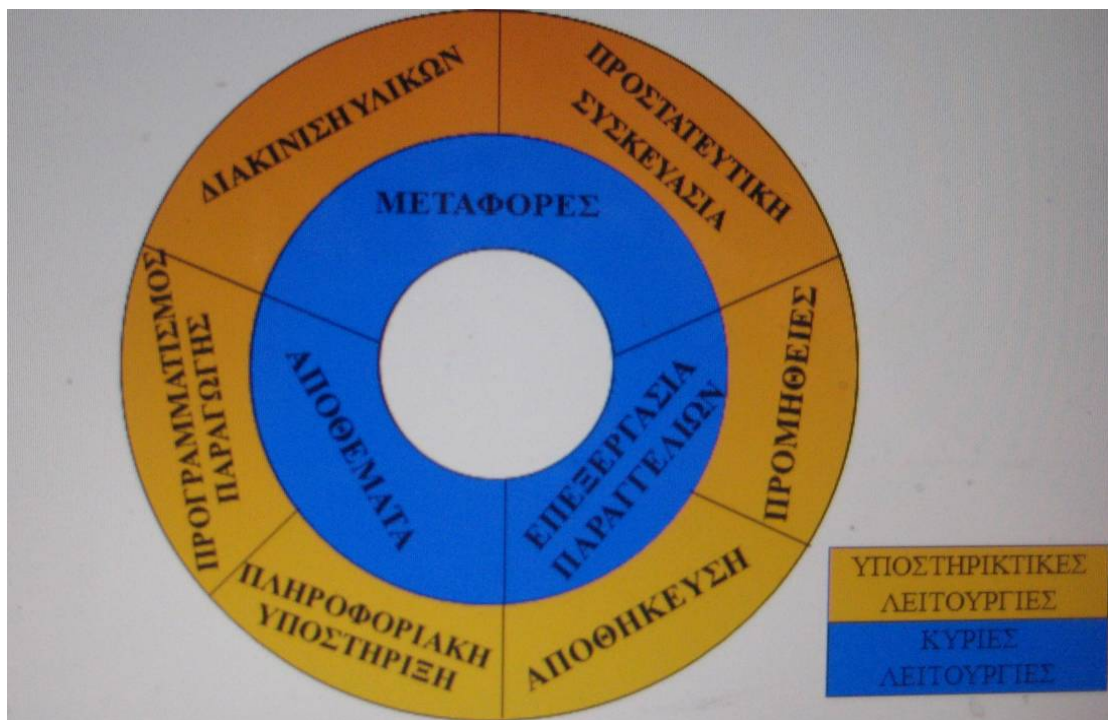 ΔΙΑΚΙΝΙΣΗ ΥΛΙΚΩΝ
ΠΡΟΣΤΑΤΕΥΤΙΚΗ
ΣΥΣΚΕΥΑΣΙΑ
ΜΕΤΑΦΟΡΕΣ
ΠΡΟΓΡΑΜΜΑΤΙΣΜΟΣ
ΠΑΡΑΓΩΓΗΣ
ΑΠΟΘΕΜΑΤΑ
ΕΠΕΞΕΡΓΑΣΙΑ
ΠΑΡΑΓΓΕΛΙΩΝ
ΠΡΟΜΗΘΕΙΕΣ
ΠΛΗΡΟΦΟΡΙΑΚΗ
ΥΠΟΣΤΗΡΙΞΗ
ΑΠΟΘΗΚΕΥΣΗ
ΥΠΟΣΤΗΡΙΚΤΙΚΕΣ
ΛΕΙΤΟΥΡΓΙΕΣ
ΚΥΡΙΕΣ
ΛΕΙΤΟΥΡΓΙΕΣ